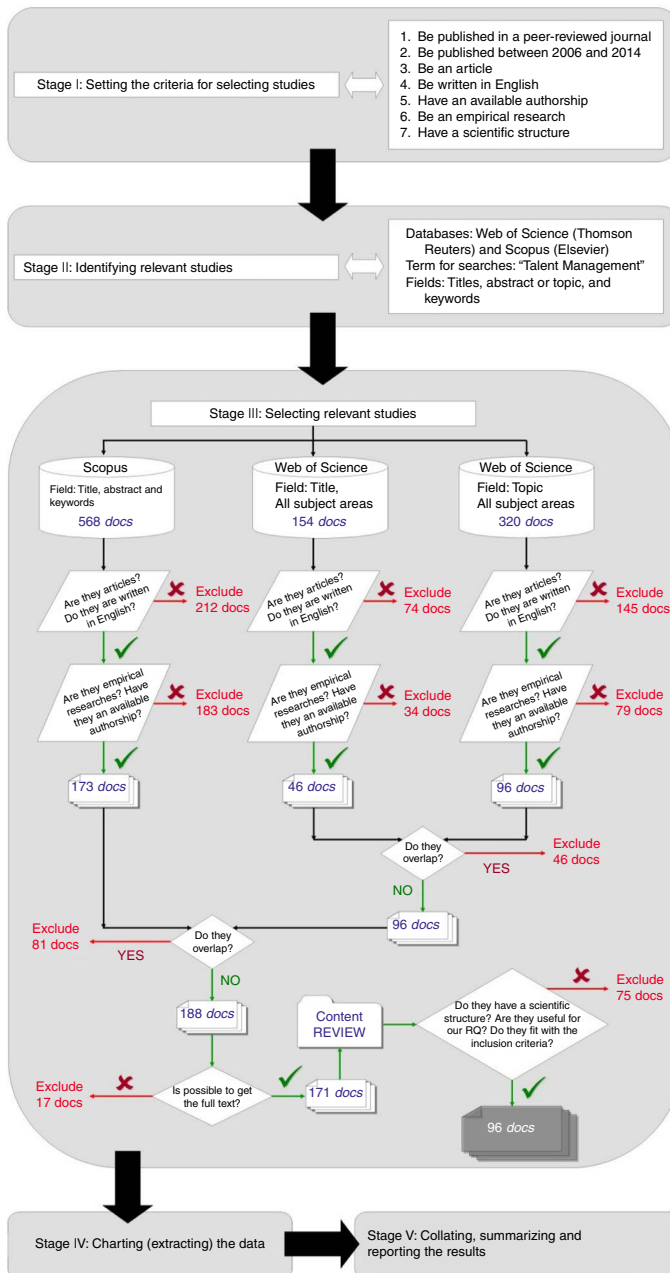 Stage I: Setting the criteria for selecting studies
1. Be published in a peer-reviewed journal
2. Be published between 2006 and 2014
3. Be an article
4. Be written in English
5. Have an available authorship
6. Be an empirical research
7. Have a scientific structure
Stage II: Identifying relevant studies
Databases: Web of Science (Thomson
Reuters) and Scopus (Elsevier)
Term for searches: “Talent Management”
Fields: Titles, abstract or topic, and
keywords
Stage III: Selecting relevant studies
Scopus
Field: Title, abstract and
keywords
568 docs
Web of Science
Field: Title,
All subject areas
154 docs
Web of Science
Field: Topic
All subject areas
320 docs
Are they articles?
Do they are written
in English?
Exclude
212 docs
Are they articles?
Do they are written
in English?
Exclude
74 docs
Are they articles?
Do they are written
in English?
Exclude
145 docs
Are they empirical
researches? Have
they an available
authorship?
Exclude
183 docs
Are they empirical
researches? Have
they an available
authorship?
Exclude
34 docs
Are they empirical
researches? Have
they an available
authorship?
Exclude
79 docs
173 docs
46 docs
96 docs
Do they
overlap?
YES
Exclude
46 docs
NO
96 docs
Do they
overlap?
YES
Exclude
81 docs
NO
188 docs
Is possible to get
the full text?
Exclude
17 docs
171 docs
Content
REVIEW
Do they have a scientific
structure? Are they useful for
our RQ? Do they fit with the
inclusion criteria?
Exclude
75 docs
96 docs
Stage IV: Charting (extracting) the data
Stage V: Collating, summarizing and
reporting the results